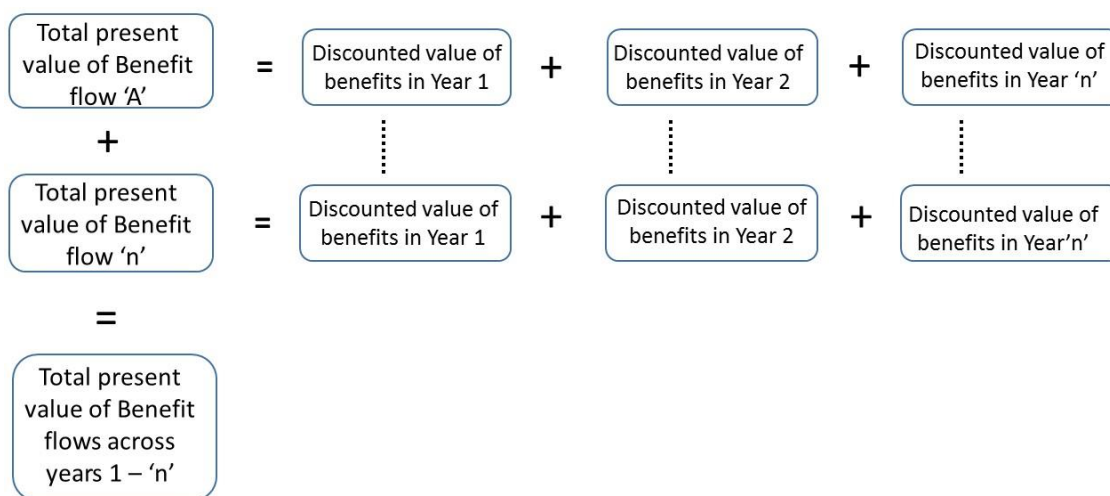 Total present
value of Benefit
flow ‘A’
=
Discounted value of
benefits in Year 1
+
Discounted value of
benefits in Year 2
+
Discounted value of
benefits in Year ‘n’
+
Total present
value of Benefit
flow ‘n’
=
Discounted value of
benefits in Year 1
+
Discounted value of
benefits in Year 2
+
Discounted value of
benefits in Year’n’
=
Total present
value of Benefit
flows across
years 1 – ‘n’